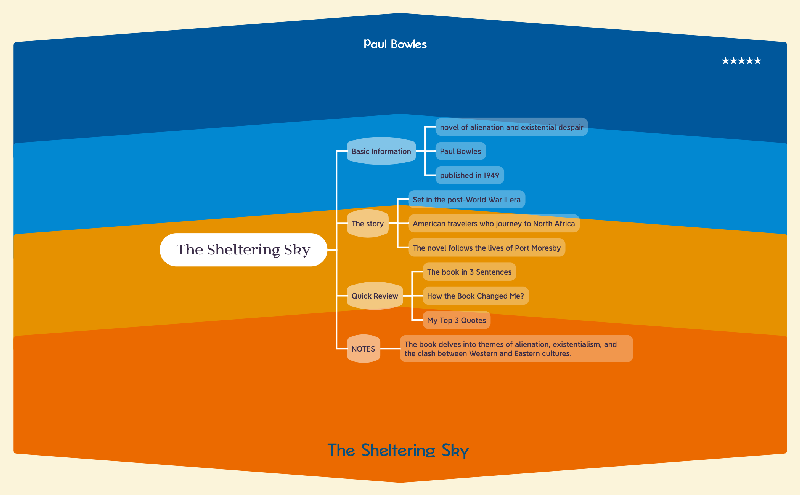 Paul Bowles
★★★★★
The Sheltering Sky
Basic Information
novel of alienation and existential despair
Paul Bowles
published in 1949
The story
Set in the post-World War II era
American travelers who journey to North Africa
The novel follows the lives of Port Moresby
Quick Review
The book in 3 Sentences
How the Book Changed Me?
My Top 3 Quotes
NOTES
The book delves into themes of alienation, existentialism, and
the clash between Western and Eastern cultures.
The Sheltering Sky